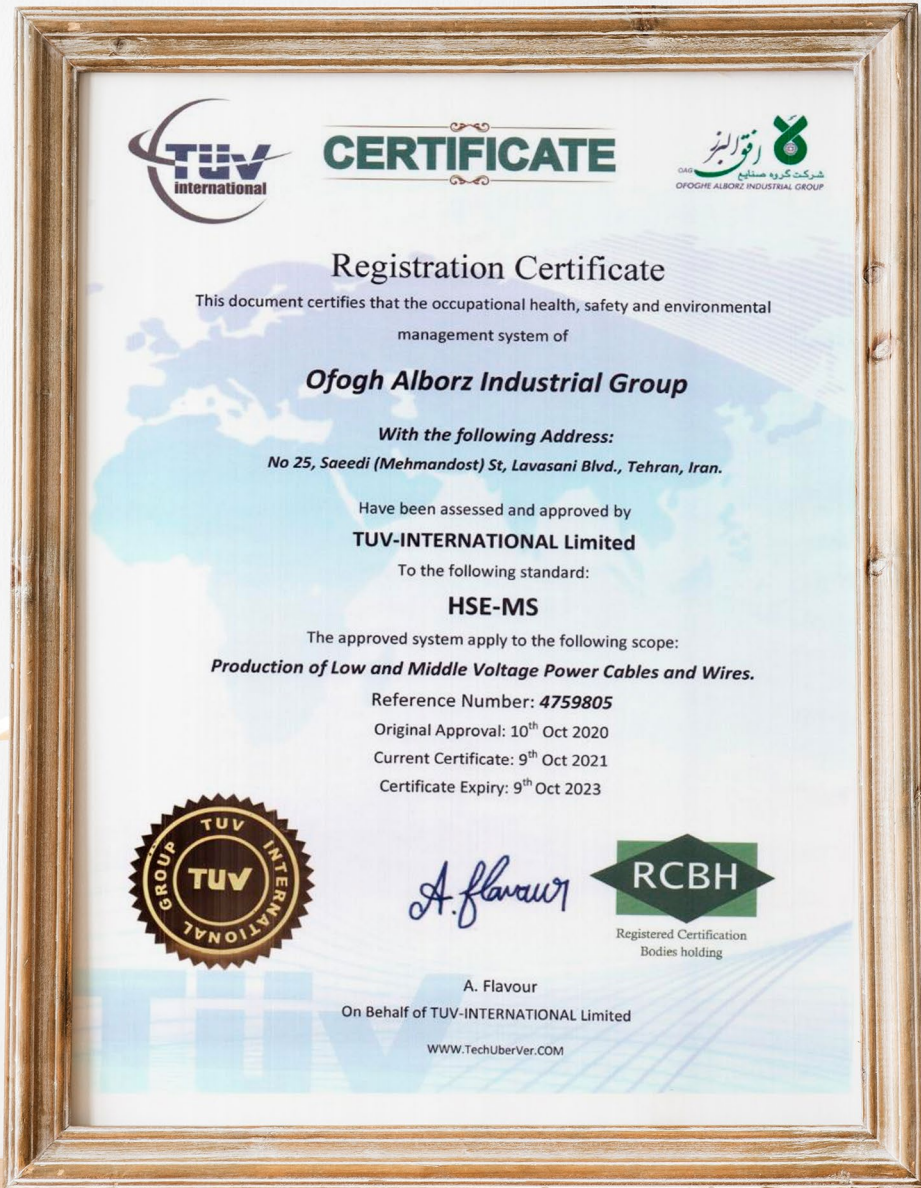 TÜV
international
CERTIFICATE
افق البرز
شرکت گروه صنایع
OAG
OFOGHE ALBORZ INDUSTRIAL GROUP
Registration Certificate
This document certifies that the occupational health, safety and environmental
management system of
Ofogh Alborz Industrial Group
With the following Address:
No 25, Saeedi (Mehmandost) St, Lavasani Blvd., Tehran, Iran.
Have been assessed and approved by
TUV-INTERNATIONAL Limited
To the following standard:
HSE-MS
The approved system apply to the following scope:
Production of Low and Middle Voltage Power Cables and Wires.
Reference Number: 4759805
Original Approval: 10th Oct 2020
Current Certificate: 9th Oct 2021
Certificate Expiry: 9th Oct 2023
TUV INTERNATIONAL GROUP
TUV
A. flavour
RCBH
Registered Certification
Bodies holding
A. Flavour
On Behalf of TUV-INTERNATIONAL Limited
WWW.TechUberVer.COM
TÜV